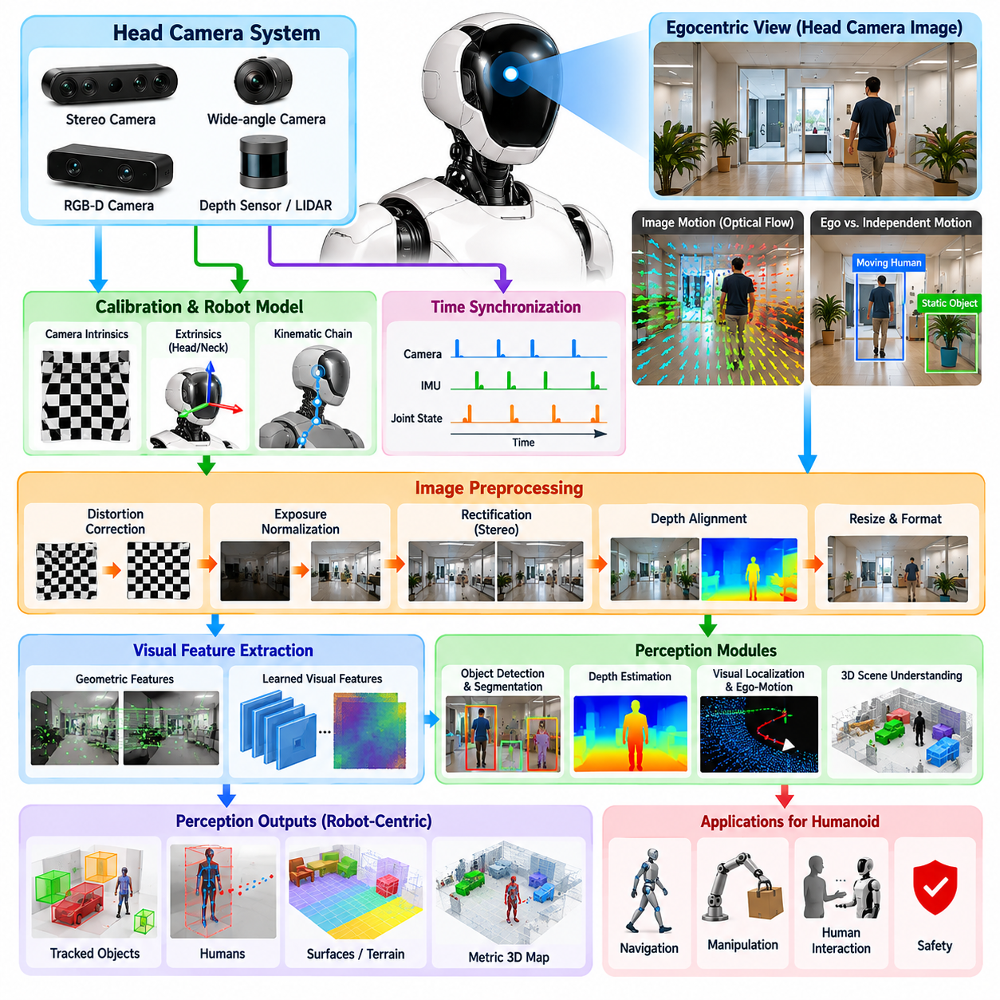 Head Camera System
Stereo Camera
Wide-angle Camera
RGB-D Camera
Depth Sensor / LIDAR
Egocentric View (Head Camera Image)
Image Motion (Optical Flow)
Ego vs. Independent Motion
Moving Human
Static Object
Calibration & Robot Model
Camera Intrinsics
Extrinsics
(Head/Neck)
Kinematic Chain
Time Synchronization
Camera
IMU
Joint State
Time
Image Preprocessing
Distortion
Correction
Exposure
Normalization
Rectification
(Stereo)
Depth Alignment
Resize & Format
Visual Feature Extraction
Geometric Features
Learned Visual Features
...
Perception Modules
Object Detection
& Segmentation
Depth Estimation
Visual Localization
& Ego-Motion
3D Scene Understanding
Perception Outputs (Robot-Centric)
Tracked Objects
Humans
Surfaces / Terrain
Metric 3D Map
Applications for Humanoid
Navigation
Manipulation
...
Human
Interaction
Safety